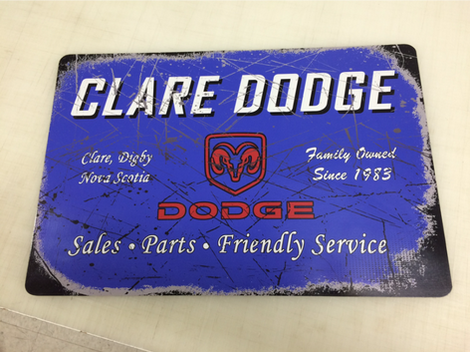 CLARE DODGE
Clare, Digby
Nova Scotia
Family Owned
Since 1983
DODGE
Sales • Parts • Friendly Service